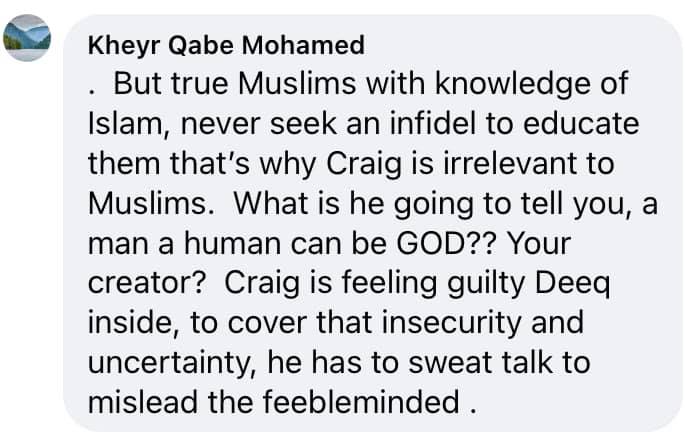 Kheyr Qabe Mohamed
.  But true Muslims with knowledge of
Islam, never seek an infidel to educate
them that’s why Craig is irrelevant to
Muslims.  What is he going to tell you, a
man a human can be GOD?? Your
creator?  Craig is feeling guilty Deeq
inside, to cover that insecurity and
uncertainty, he has to sweat talk to
mislead the feebleminded .